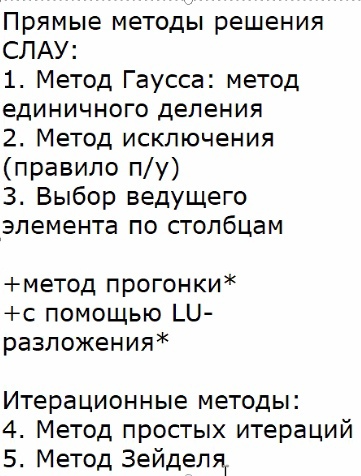 Прямые методы решения
СЛАУ:
1. Метод Гаусса: метод
единичного деления
2. Метод исключения
(правило п/у)
3. Выбор ведущего
элемента по столбцам
+метод прогонки*
+с помощью LU-
разложения*
Итерационные методы:
4. Метод простых итераций
5. Метод Зейделя